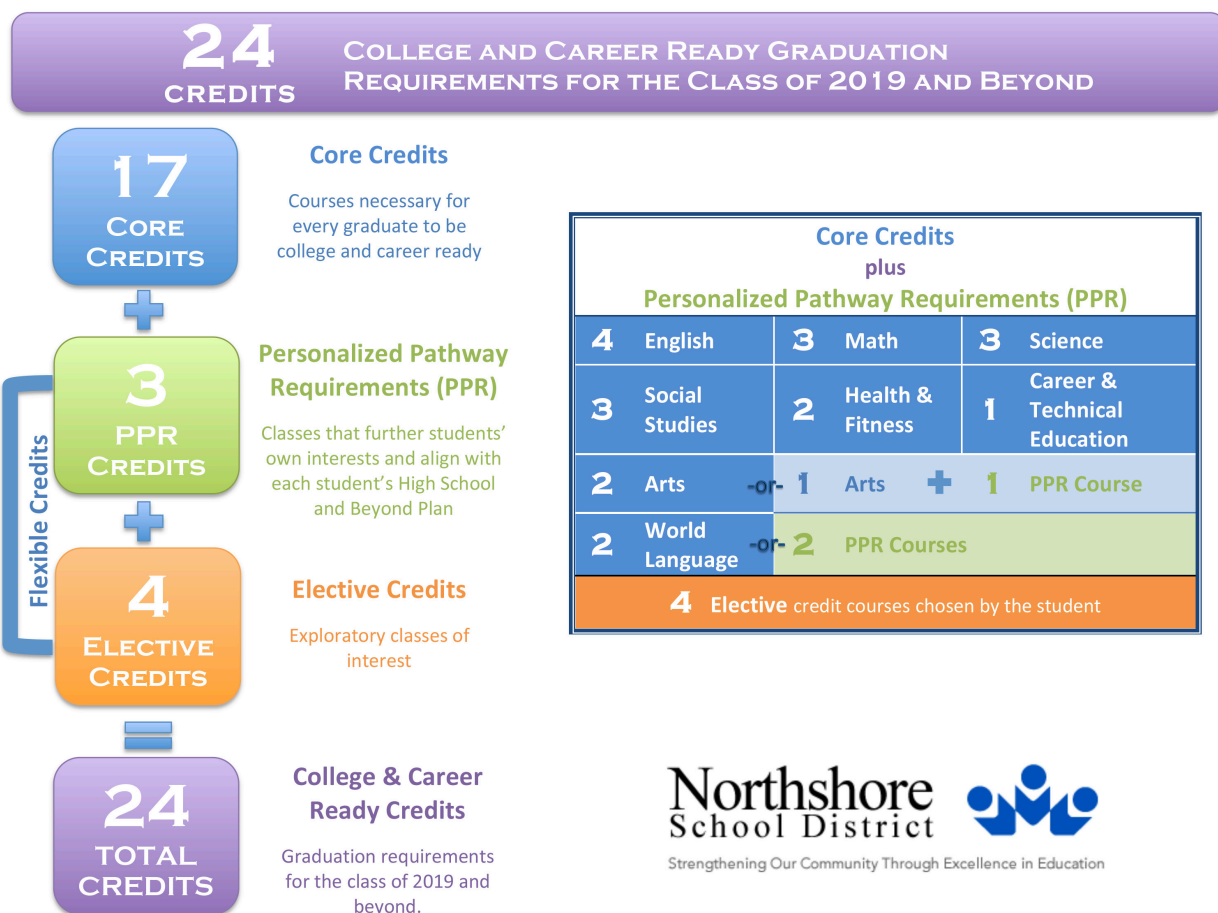 24
CREDITS
COLLEGE AND CAREER READY GRADUATION
REQUIREMENTS FOR THE CLASS OF 2019 AND BEYOND
17
CORE
CREDITS
Core Credits
Courses necessary for
every graduate to be
college and career ready
Flexible Credits
3
PPR
CREDITS
Personalized Pathway
Requirements (PPR)
Classes that further students'
own interests and align with
each student's High School
and Beyond Plan
4
ELECTIVE
CREDITS
Elective Credits
Exploratory classes of
interest
24
TOTAL
CREDITS
College & Career
Ready Credits
Graduation requirements
for the class of 2019 and
beyond.
Core Credits
plus
Personalized Pathway Requirements (PPR)
4 English 3 Math 3 Science
3 Social
Studies
2 Health &
Fitness
1 Career &
Technical
Education
2 Arts -or- 1 Arts + 1 PPR Course
2 World
Language
-or- 2 PPR Courses
4 Elective credit courses chosen by the student
Northshore
School District
Strengthening Our Community Through Excellence in Education